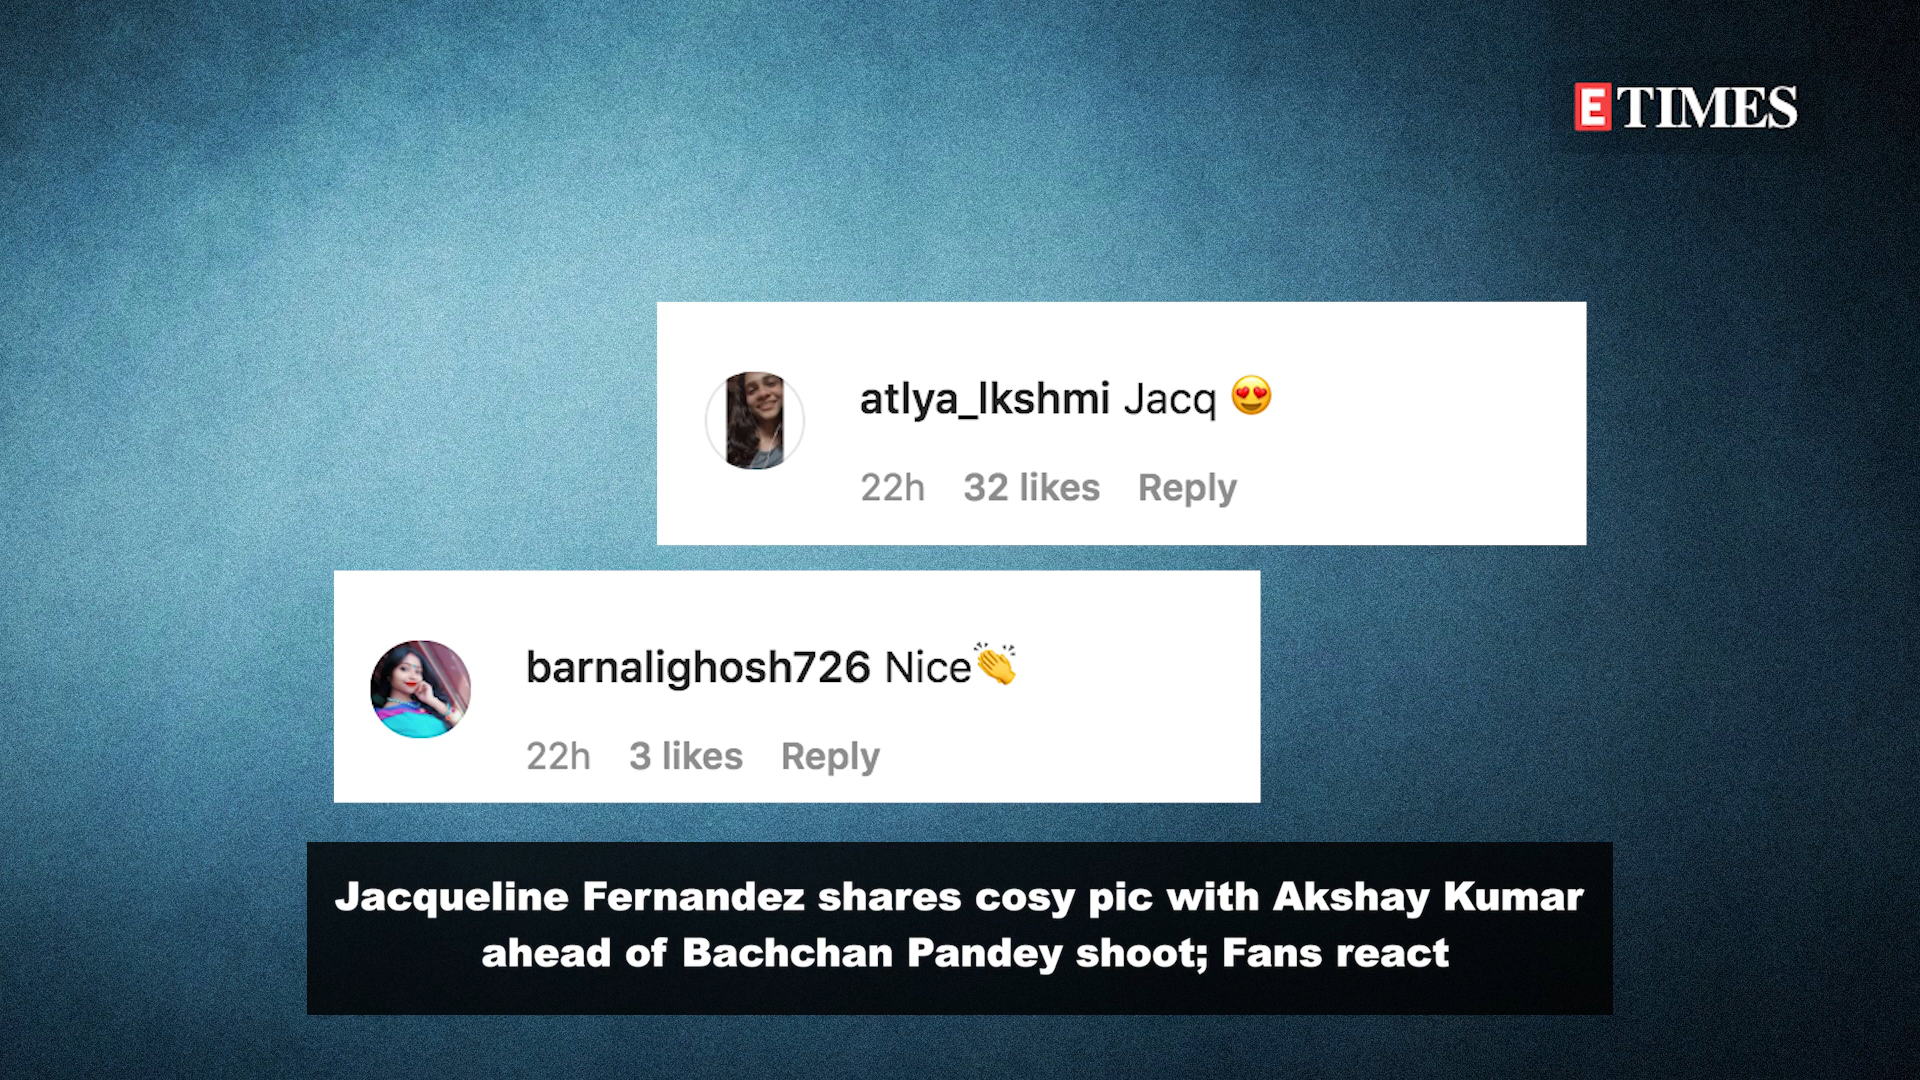 E TIMES
atlya_lkshmi Jacq 😍
22h 32 likes Reply
barnalighosh726 Nice👏
22h 3 likes Reply
Jacqueline Fernandez shares cosy pic with Akshay Kumar
ahead of Bachchan Pandey shoot; Fans react